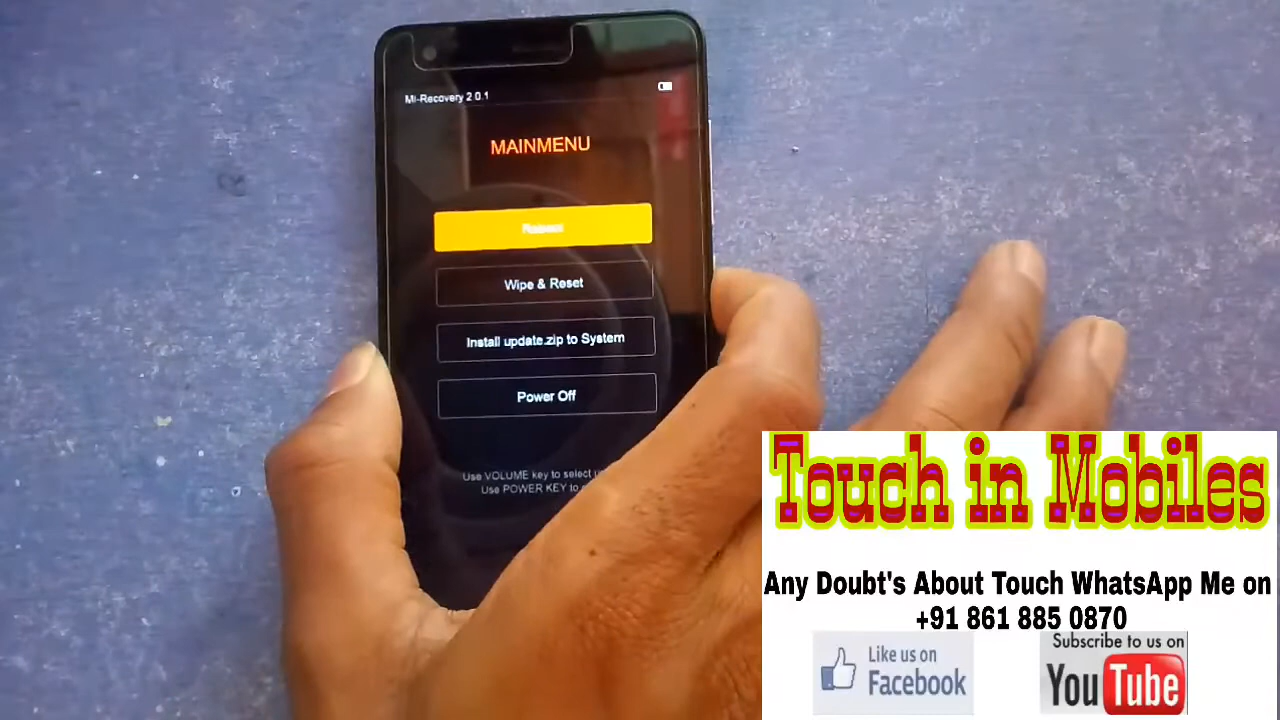 Mi-Recovery 2.0.1
MAINMENU
Reboot
Wipe & Reset
Install update.zip to System
Power Off
Use VOLUME key to select
Use POWER KEY to
Touch in Mobiles
Any Doubt's About Touch WhatsApp Me on
+91 861 885 0870
Like us on
Facebook
Subscribe to us on
YouTube